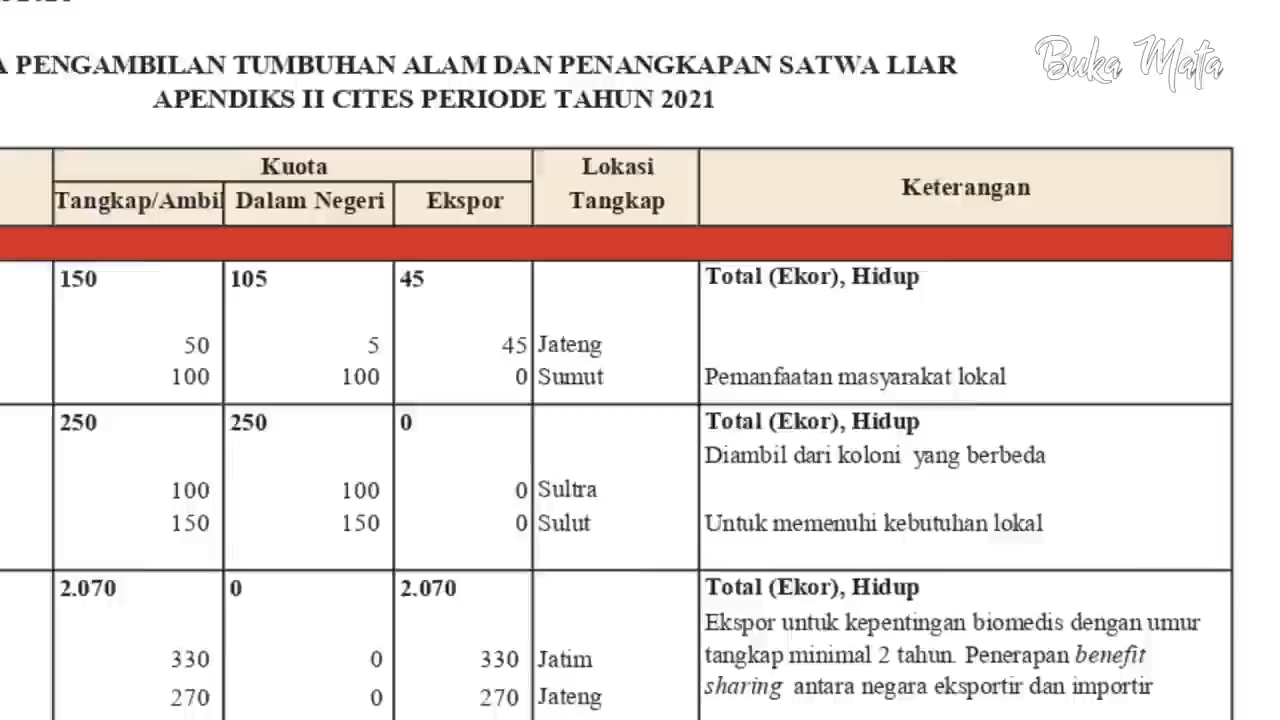 Buka Mata
PENGAMBILAN TUMBUHAN ALAM DAN PENANGKAPAN SATWA LIAR
APENDIKS II CITES PERIODE TAHUN 2021
Kuota
Lokasi
Tangkap
Keterangan
Tangkap/Ambil
Dalam Negeri
Ekspor
150 105 45 Total (Ekor), Hidup
50 5 45 Jateng
100 100 0 Sumut Pemanfaatan masyarakat lokal
250 250 0 Total (Ekor), Hidup
Diambil dari koloni yang berbeda
100 100 0 Sultra
150 150 0 Sulut Untuk memenuhi kebutuhan lokal
2.070 0 2.070 Total (Ekor), Hidup
Ekspor untuk kepentingan biomedis dengan umur
330 0 330 Jatim tangkap minimal 2 tahun. Penerapan benefit
270 0 270 Jateng sharing antara negara eksportir dan importir